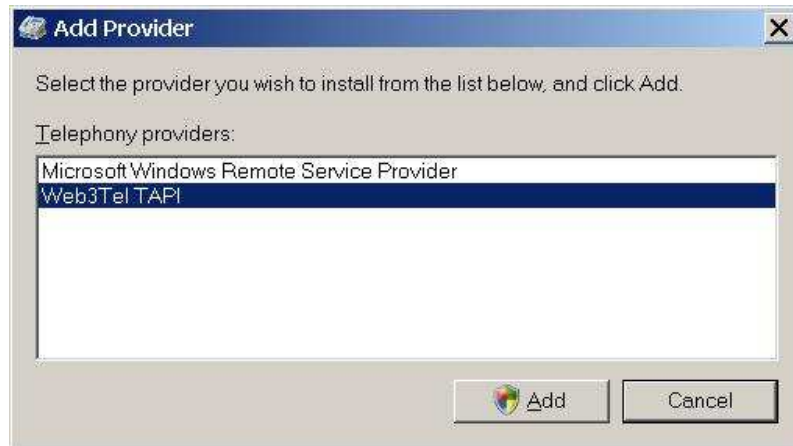 Add Provider
Select the provider you wish to install from the list below, and click Add.
Telephony providers:
Microsoft Windows Remote Service Provider
Web3Tel TAPI
Add
Cancel